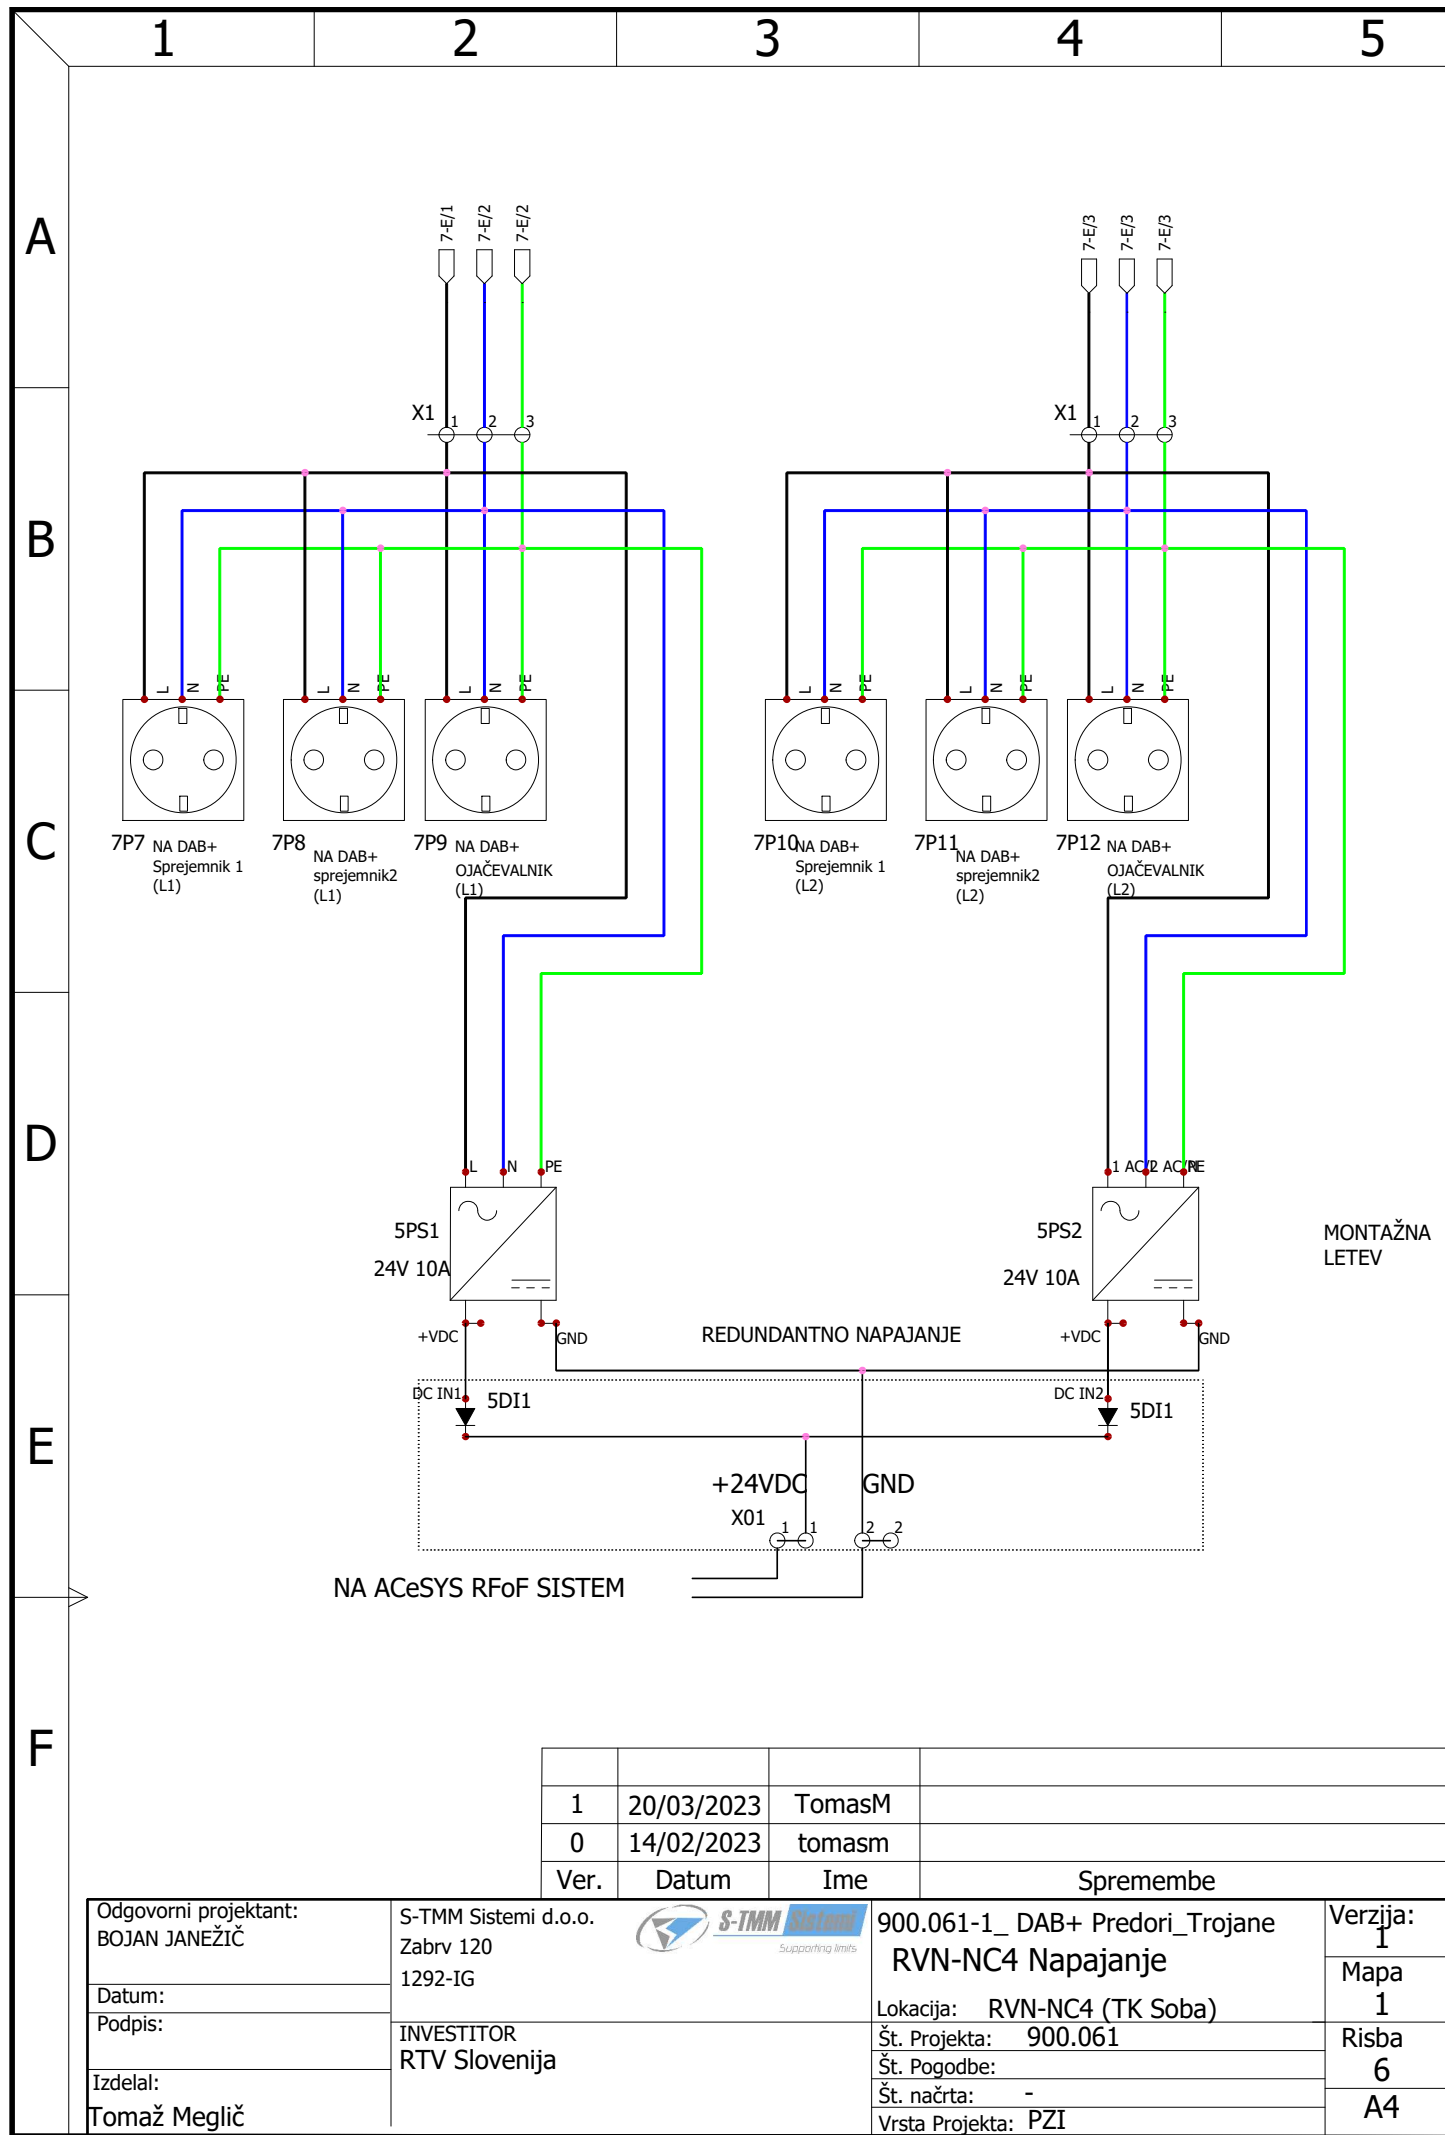 1 2 3 4 5
A
B
C
D
E
F
7-E/1 7-E/2 7-E/2
7-E/3 7-E/3 7-E/3
X1 1 2 3
X1 1 2 3
L N PE
L N PE
L N PE
L N PE
L N PE
L N PE
7P7 NA DAB+
Sprejemnik 1
(L1)
7P8 NA DAB+
sprejemnik2
(L1)
7P9 NA DAB+
OJAČEVALNIK
(L1)
7P10 NA DAB+
Sprejemnik 1
(L2)
7P11 NA DAB+
sprejemnik2
(L2)
7P12 NA DAB+
OJAČEVALNIK
(L2)
L N PE
5PS1
24V 10A
+VDC GND
1 AC/L 2 AC/N PE
5PS2
24V 10A
+VDC GND
MONTAŽNA
LETEV
REDUNDANTNO NAPAJANJE
DC IN1 5DI1
DC IN2 5DI1
+24VDC GND
X01 1 1 2 2
NA ACeSYS RFoF SISTEM
1 20/03/2023 TomasM
0 14/02/2023 tomasm
Ver. Datum Ime Spremembe
Odgovorni projektant:
BOJAN JANEŽIČ
Datum:
Podpis:
Izdelal:
Tomaž Meglič
S-TMM Sistemi d.o.o.
Zabrv 120
1292-IG
S-TMM Sistemi
Supporting limits
INVESTITOR
RTV Slovenija
900.061-1_ DAB+ Predori_Trojane
RVN-NC4 Napajanje
Lokacija: RVN-NC4 (TK Soba)
Št. Projekta: 900.061
Št. Pogodbe:
Št. načrta: -
Vrsta Projekta: PZI
Verzija:
1
Mapa
1
Risba
6
A4